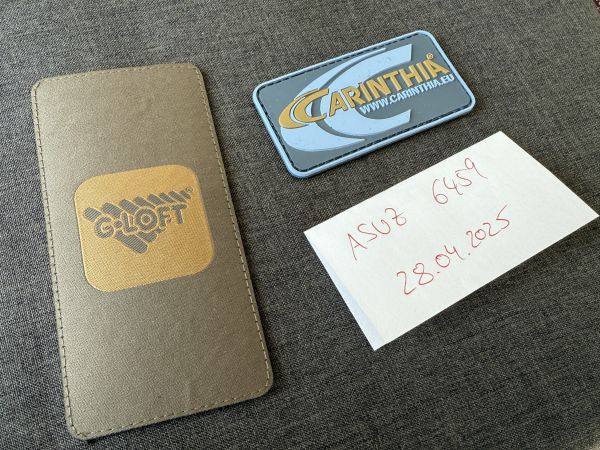 G-LOFT®
CARINTHIA®
WWW.CARINTHIA.EU
ASUZ 6459
28.04.2025